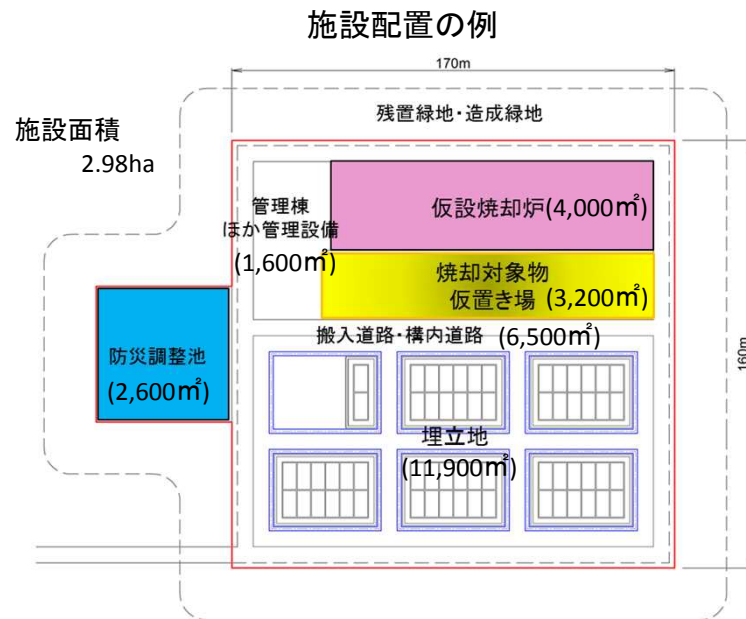 施設配置の例
170m
残置緑地・造成緑地
施設面積
2.98ha
管理棟
ほか管理設備
(1,600㎡)
仮設焼却炉(4,000㎡)
焼却対象物
仮置き場 (3,200㎡)
搬入道路・構内道路 (6,500㎡)
160m
防災調整池
(2,600㎡)
埋立地
(11,900㎡)